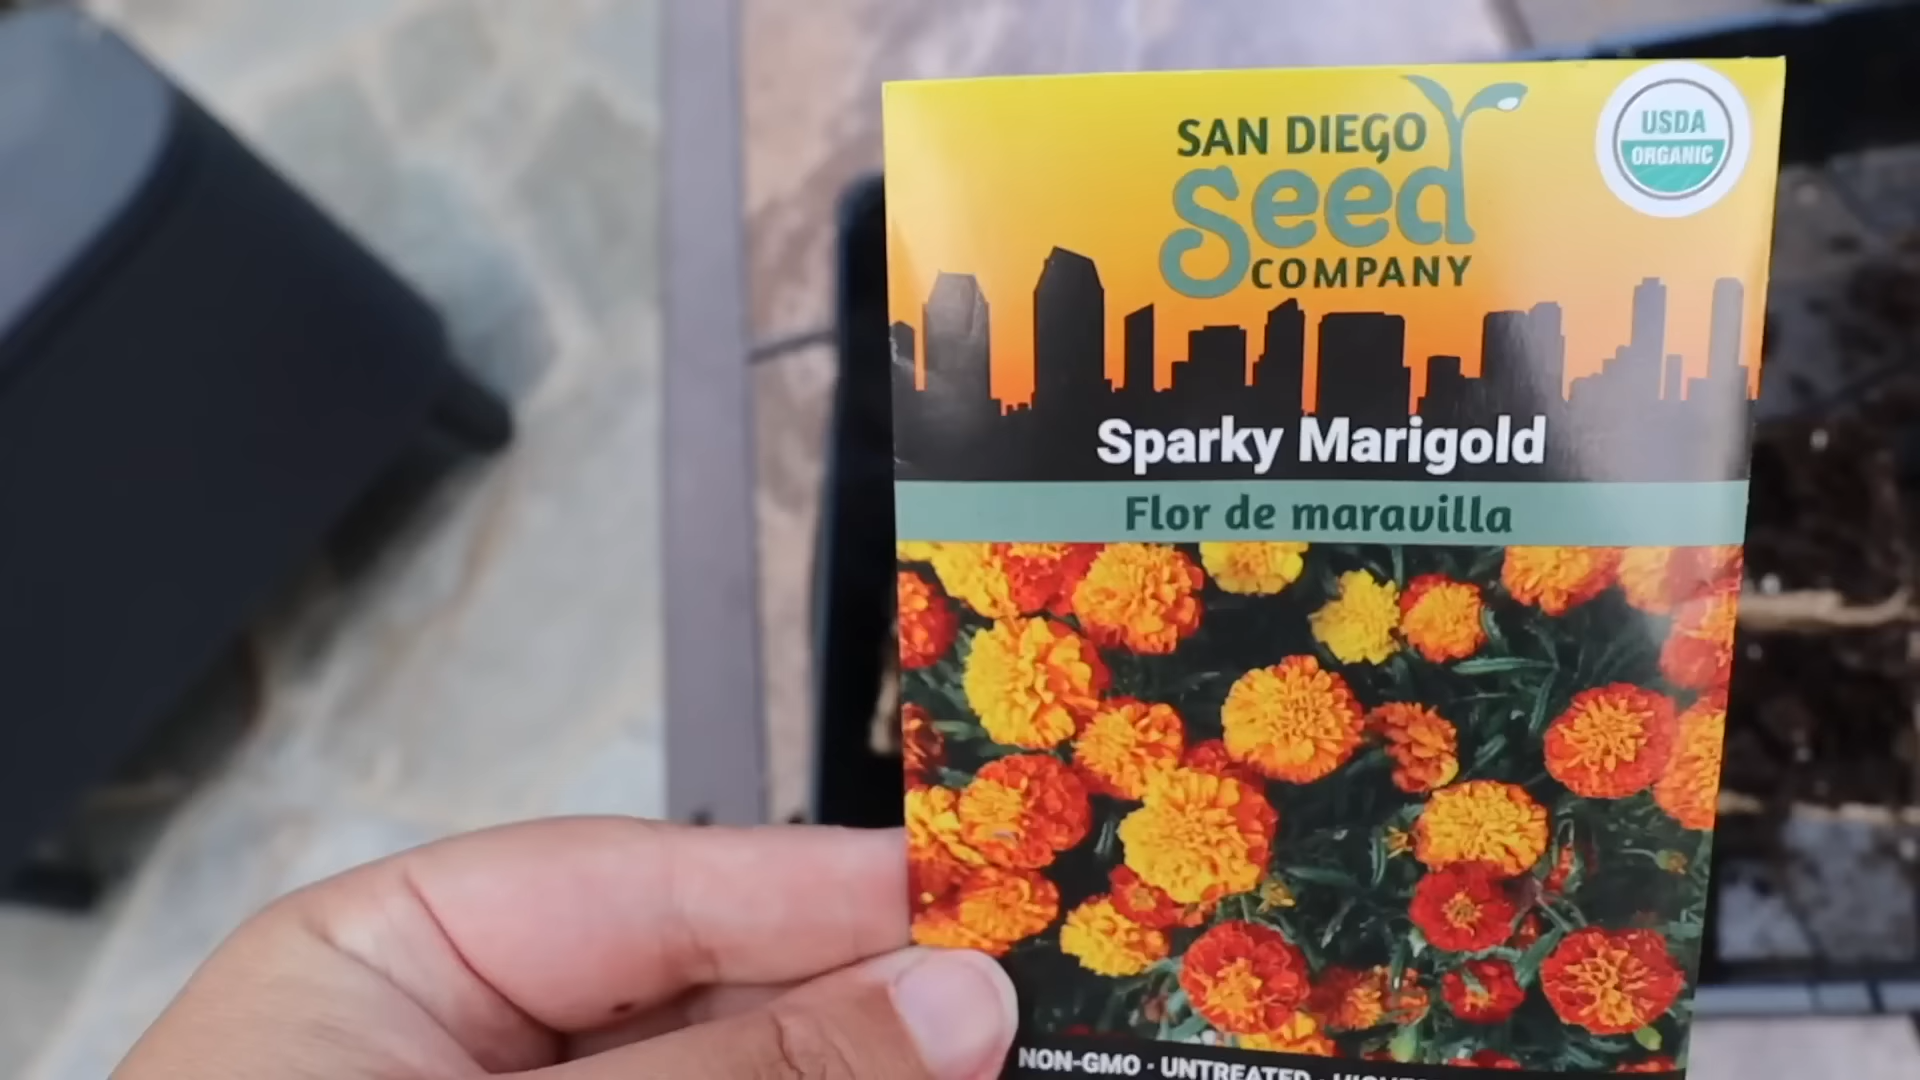 SAN DIEGO
Seed
COMPANY
USDA
ORGANIC
Sparky Marigold
Flor de maravilla
NON-GMO · UNTREATED ·